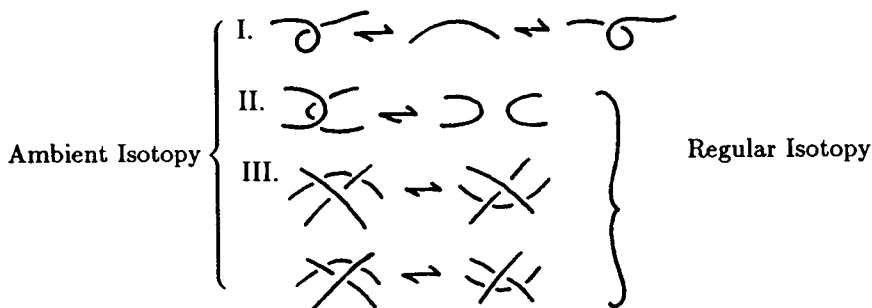 I.
II.
Ambient Isotopy
Regular Isotopy
III.